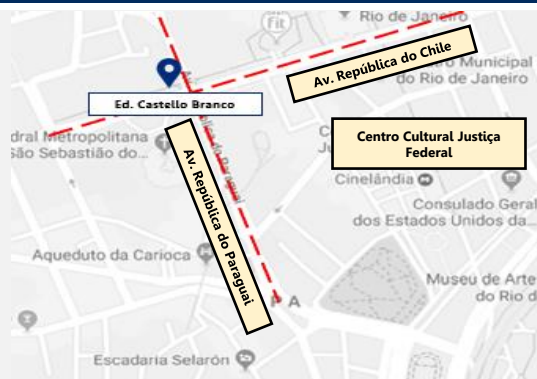 Rio de Janeiro
Fit
Av. República do Chile
Municipal
do Rio de Janeiro
Ed. Castello Branco
dral Metropolitana
São Sebastião do...
Av. República do Paraguai
Centro Cultural Justiça
Federal
Cinelândia
Consulado Geral
dos Estados Unidos da...
Aqueduto da Carioca
Museu de Arte
do Rio d
P A
Escadaria Selarón